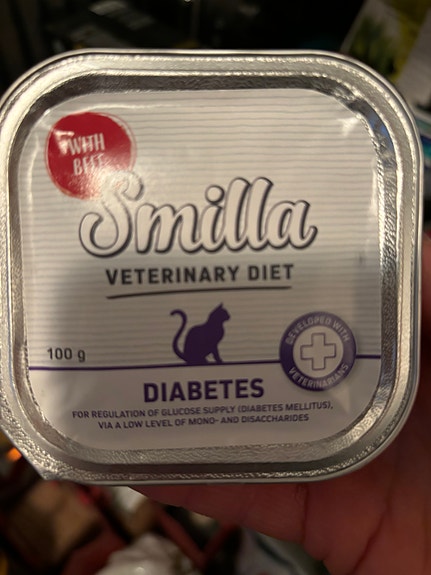 WITH
BEEF
Smilla
VETERINARY DIET
100 g
DEVELOPED WITH
VETERINARIANS
DIABETES
FOR REGULATION OF GLUCOSE SUPPLY (DIABETES MELLITUS),
VIA A LOW LEVEL OF MONO- AND DISACCHARIDES